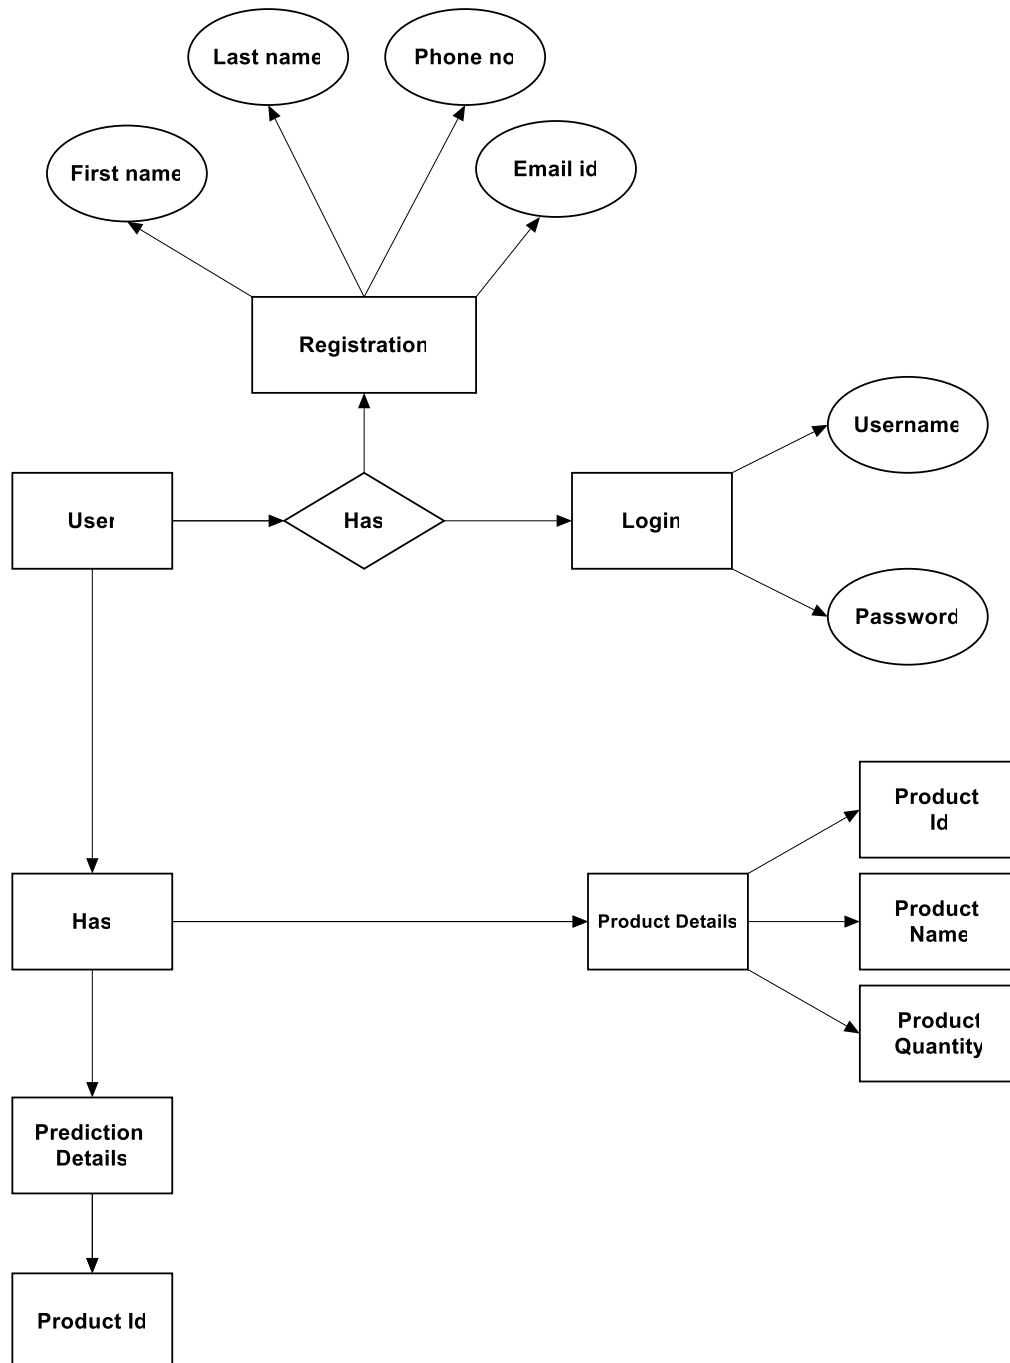 Last name
Phone no
First name
Email id
Registration
Username
User
Has
Login
Password
Product
Id
Has
Product Details
Product
Name
Product
Quantity
Prediction
Details
Product Id